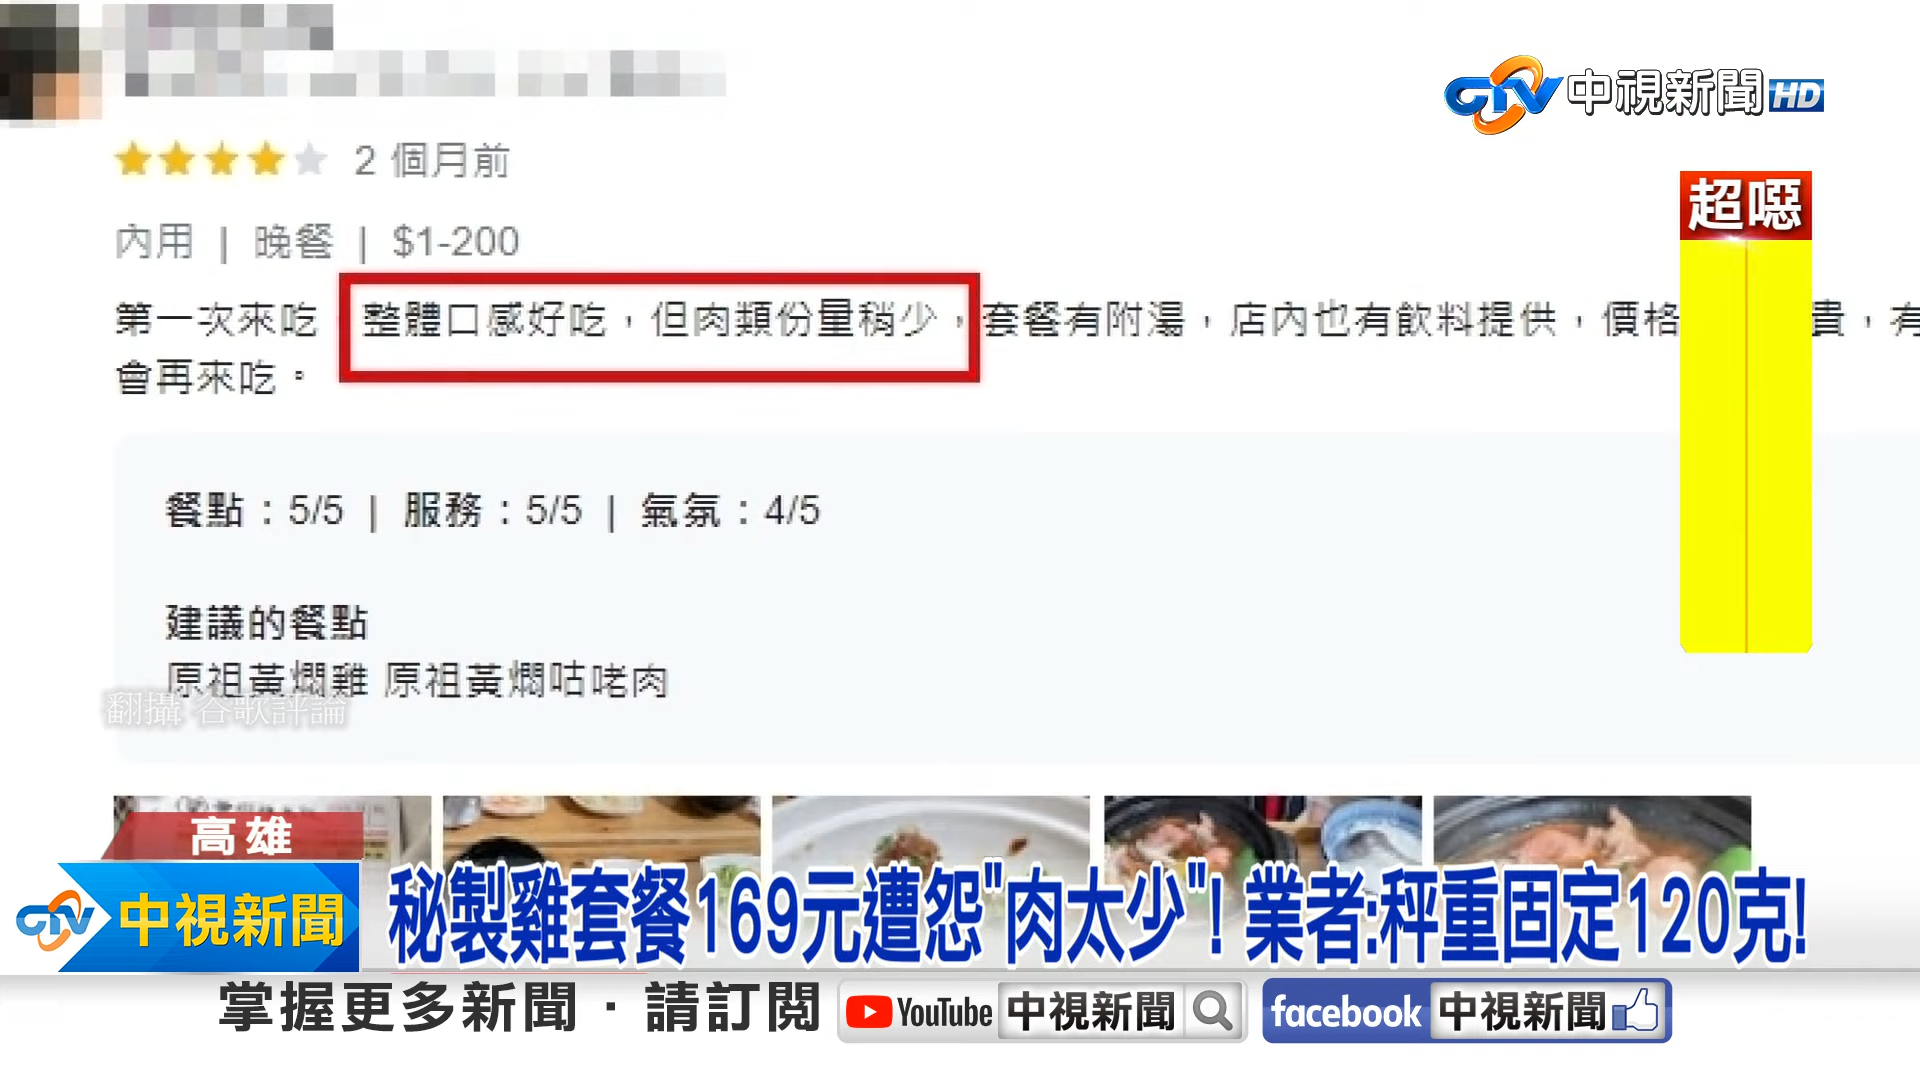 CTV 中視新聞 HD
★★★★★ 2 個月前
超噁
內用 | 晚餐 | $1-200
第一次來吃，整體口感好吃，但肉類份量稍少，套餐有附湯，店內也有飲料提供，價格 貴，有
會再來吃。
餐點：5/5 | 服務：5/5 | 氣氛：4/5
建議的餐點
原祖黃燜雞 原祖黃燜咕咾肉
翻攝 谷歌評論
高雄
CTV 中視新聞
秘製雞套餐169元遭怨"肉太少"! 業者:秤重固定120克!
掌握更多新聞．請訂閱 YouTube 中視新聞 facebook 中視新聞